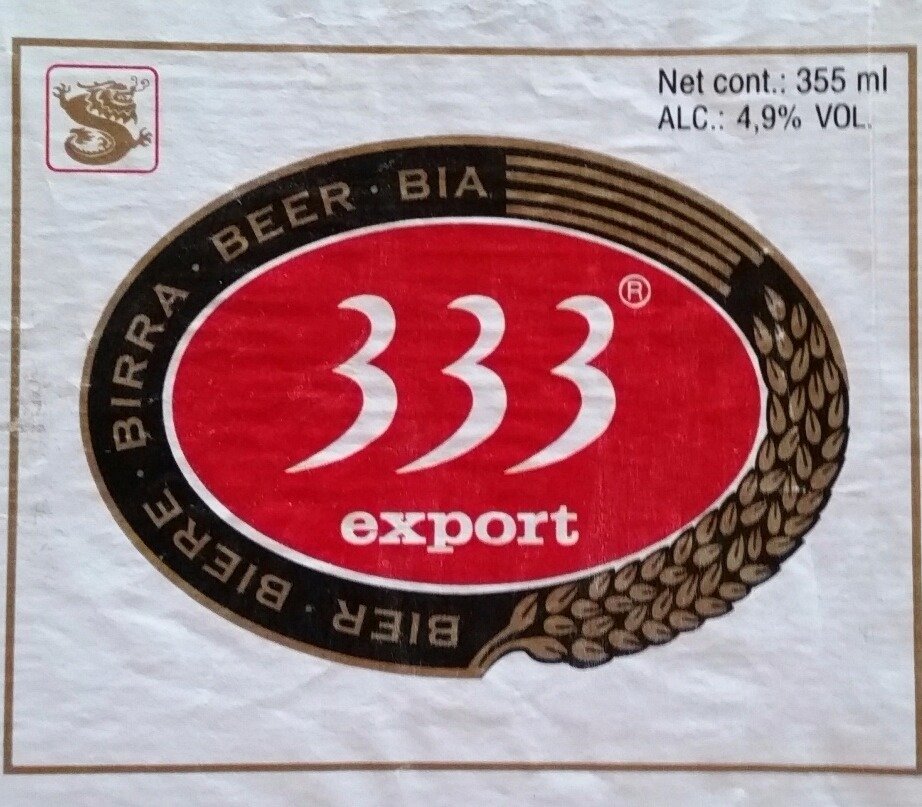 Net cont.: 355 ml
ALC.: 4,9% VOL.
BIER · BIERE · BIRRA · BEER · BIA
333®
export